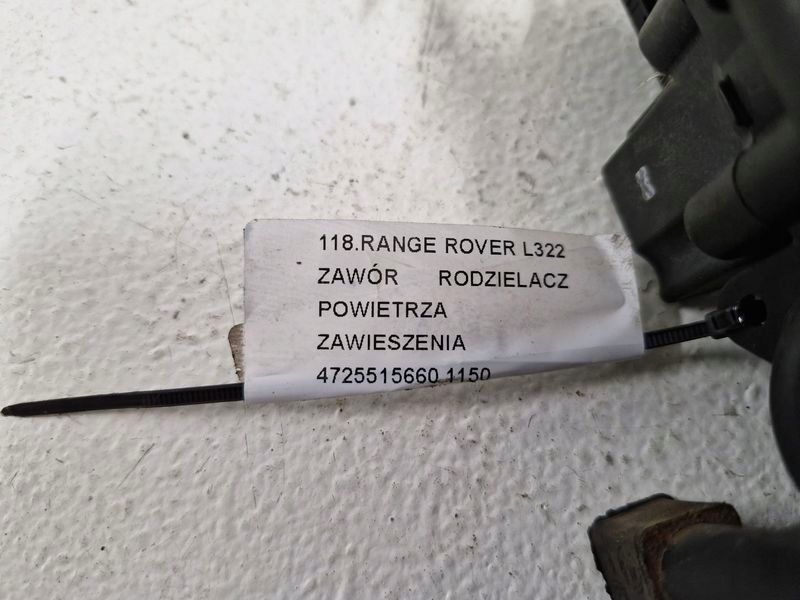 118.RANGE ROVER L322
ZAWÓR RODZIELACZ
POWIETRZA
ZAWIESZENIA
4725515660 1150